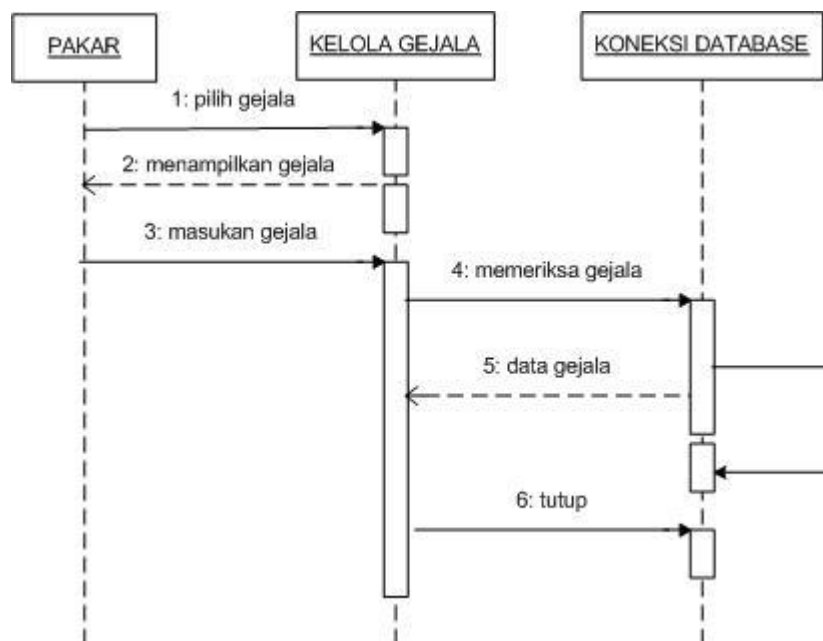 PAKAR
KELOLA GEJALA
KONEKSI DATABASE
1: pilih gejala
2: menampilkan gejala
3: masukan gejala
4: memeriksa gejala
5: data gejala
6: tutup